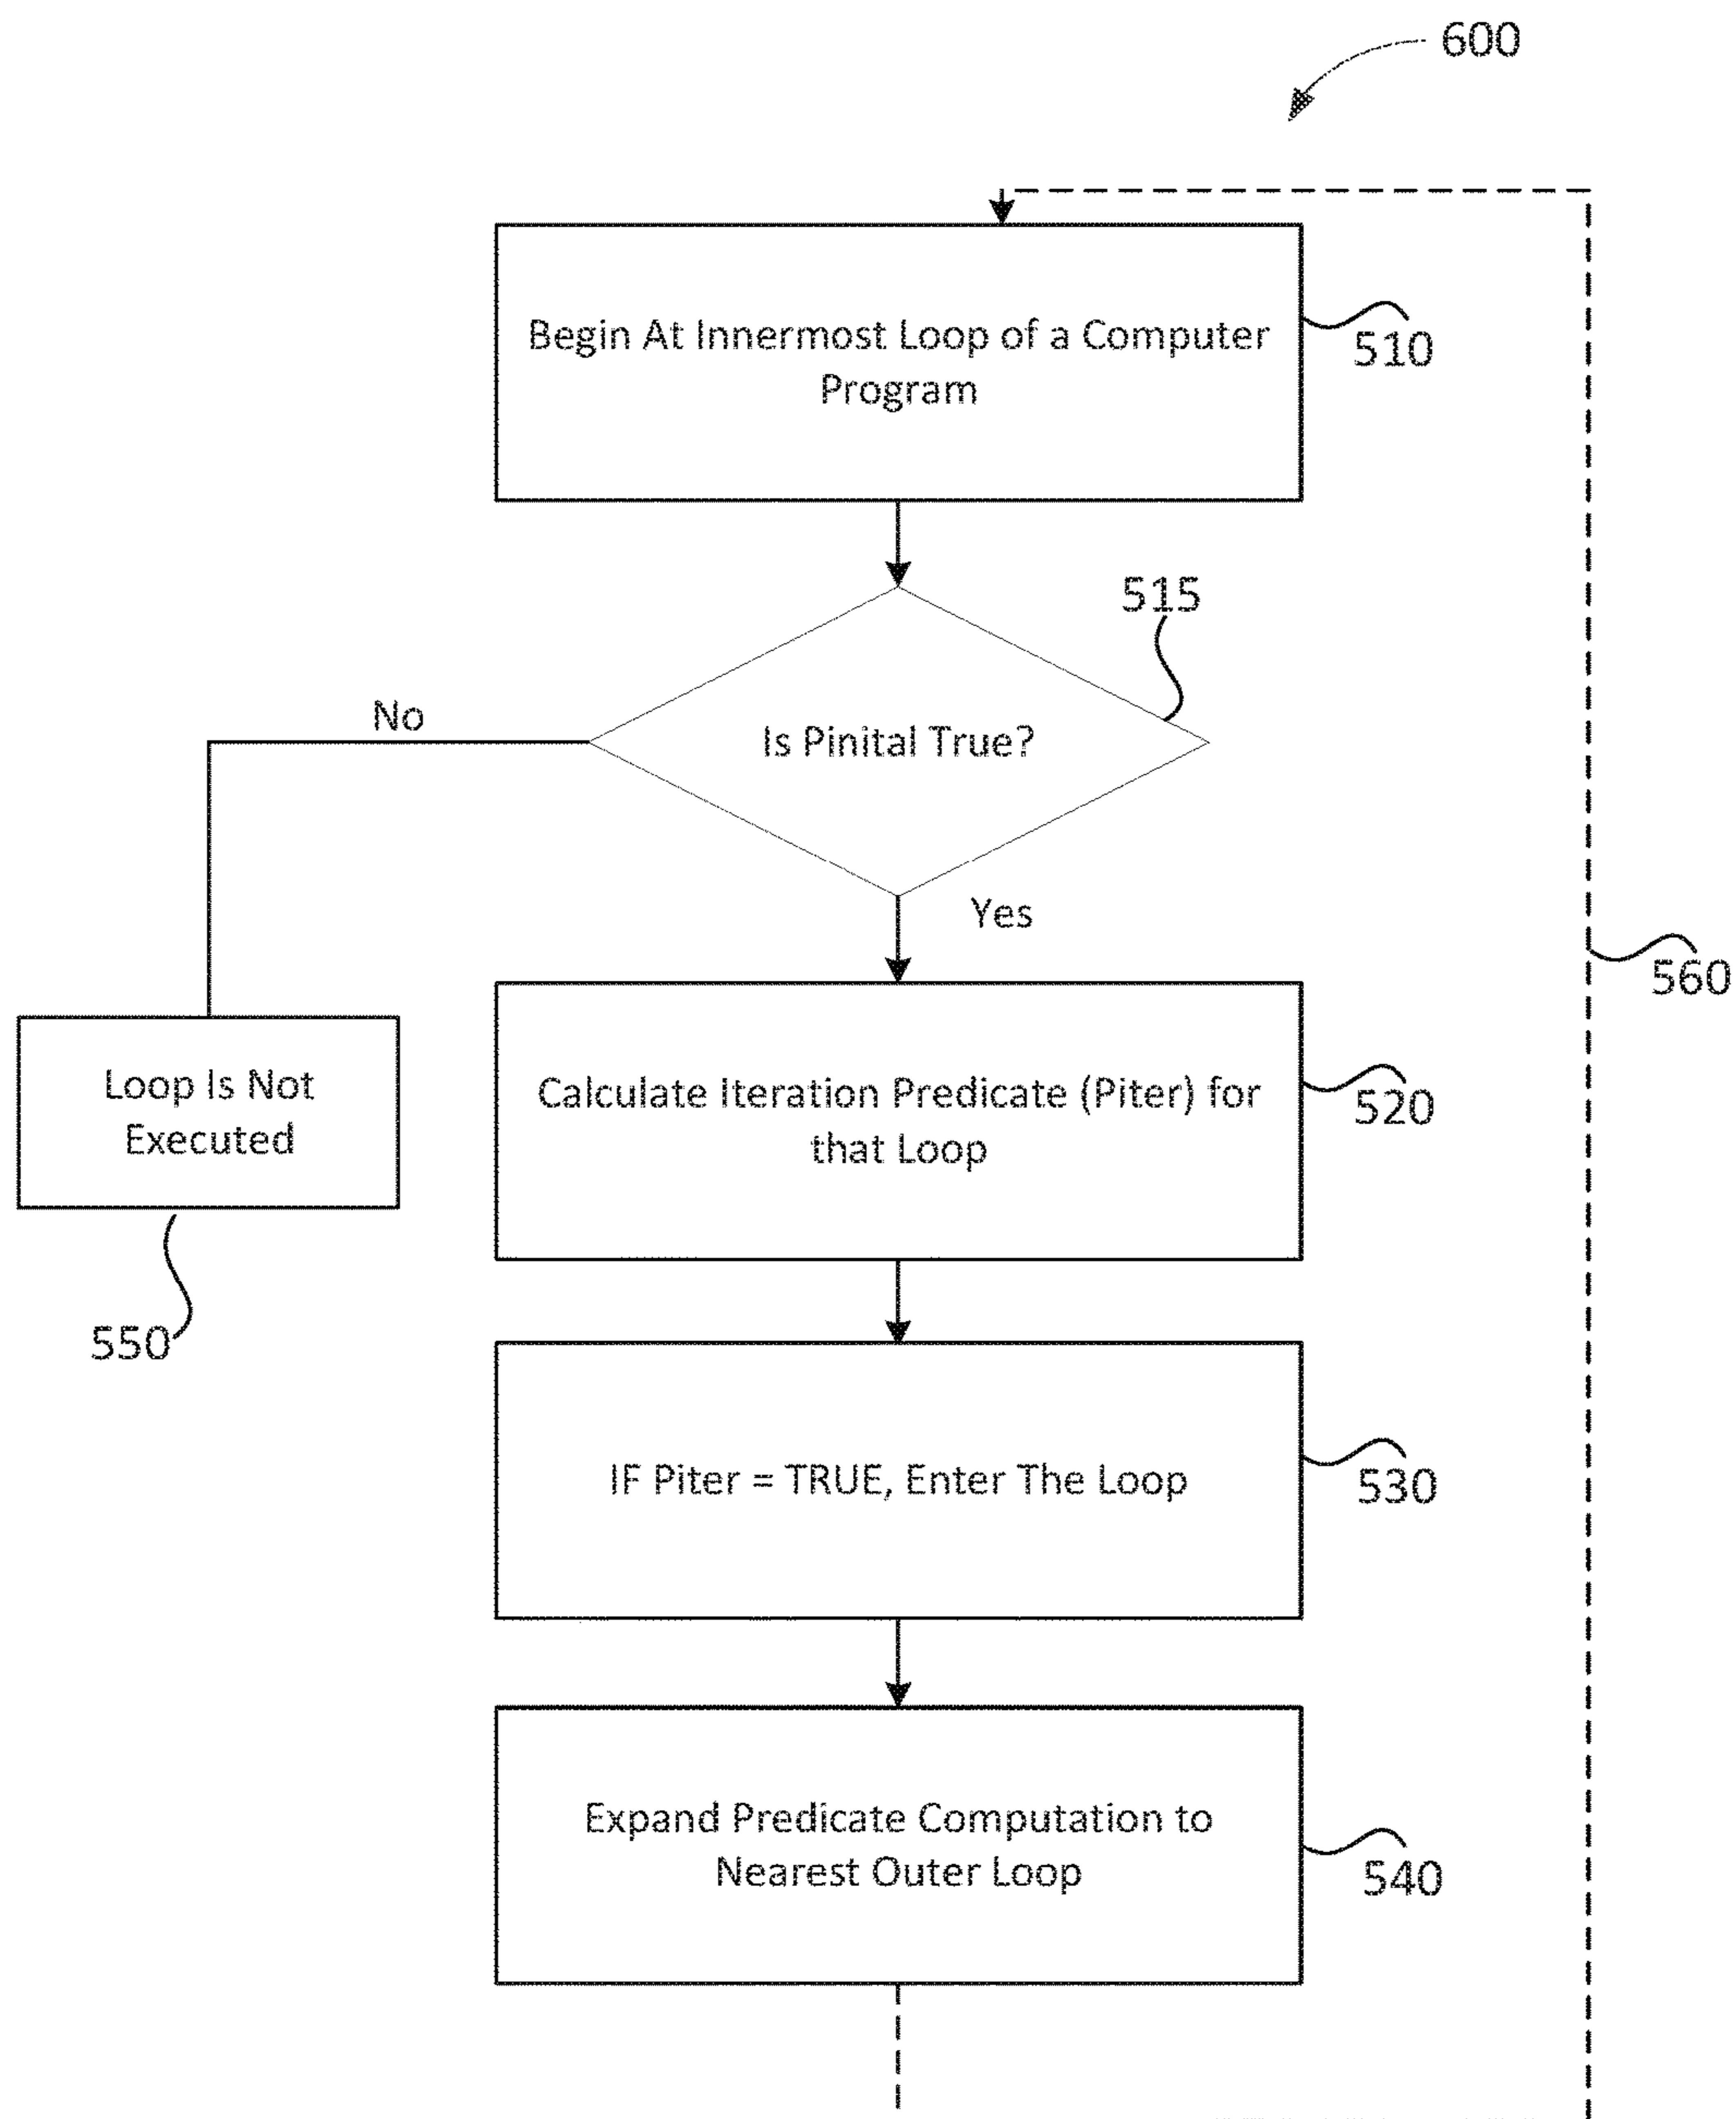 600
Begin At Innermost Loop of a Computer
Program
510
515
No
Is Pinital True?
Yes
560
Loop Is Not
Executed
Calculate Iteration Predicate (Piter) for
that Loop
520
550
IF Piter = TRUE, Enter The Loop
530
Expand Predicate Computation to
Nearest Outer Loop
540